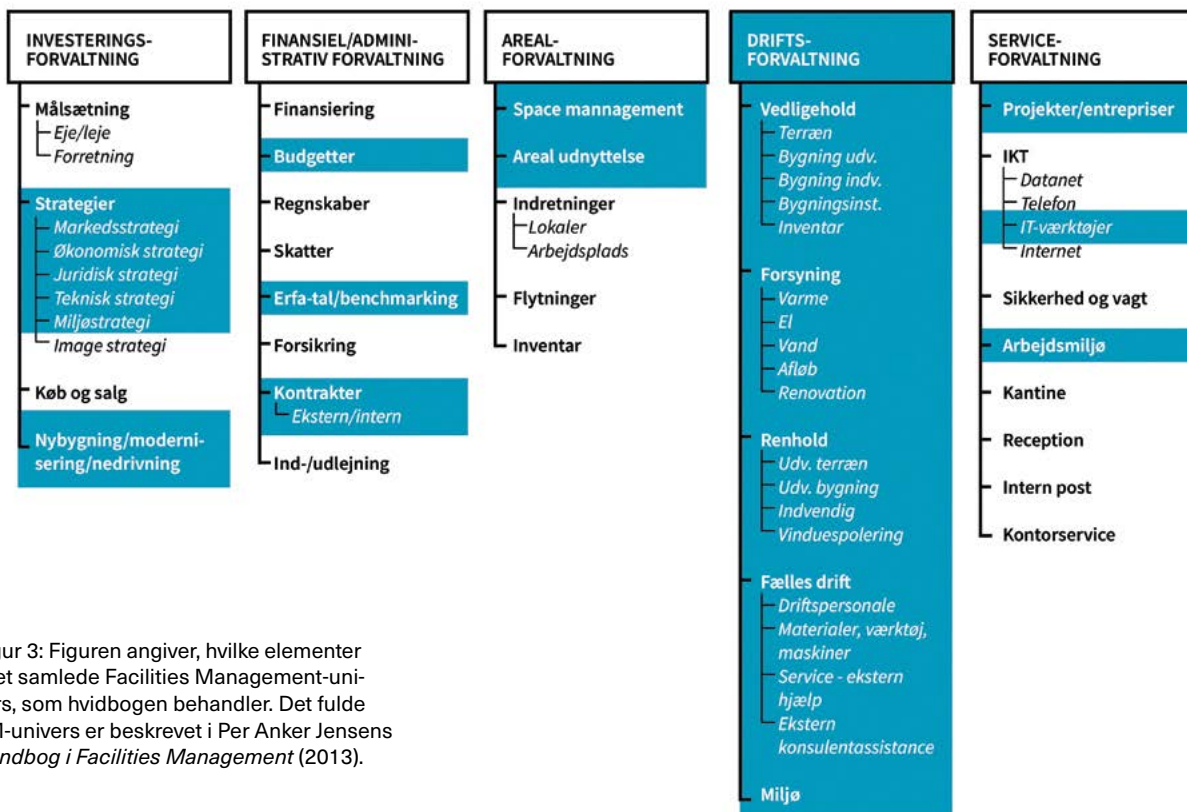 INVESTERINGS-
FORVALTNING
Målsætning
Eje/leje
Forretning
Strategier
Markedsstrategi
Økonomisk strategi
Juridisk strategi
Teknisk strategi
Miljøstrategi
Image strategi
Køb og salg
Nybygning/moderni-
sering/nedrivning
FINANSIEL/ADMINI-
STRATIV FORVALTNING
Finansiering
Budgetter
Regnskaber
Skatter
Erfa-tal/benchmarking
Forsikring
Kontrakter
Ekstern/intern
Ind-/udlejning
AREAL-
FORVALTNING
Space mannagement
Areal udnyttelse
Indretninger
Lokaler
Arbejdsplads
Flytninger
Inventar
DRIFTS-
FORVALTNING
Vedligehold
Terræn
Bygning udv.
Bygning indv.
Bygningsinst.
Inventar
Forsyning
Varme
El
Vand
Afløb
Renovation
Renhold
Udv. terræn
Udv. bygning
Indvendig
Vinduespolering
Fælles drift
Driftspersonale
Materialer, værktøj,
maskiner
Service - ekstern
hjælp
Ekstern
konsulentassistance
Miljø
SERVICE-
FORVALTNING
Projekter/entrepriser
IKT
Datanet
Telefon
IT-værktøjer
Internet
Sikkerhed og vagt
Arbejdsmiljø
Kantine
Reception
Intern post
Kontorservice
gur 3: Figuren angiver, hvilke elementer
et samlede Facilities Management-uni-
rs, som hvidbogen behandler. Det fulde
M-univers er beskrevet i Per Anker Jensens
ndbog i Facilities Management (2013).